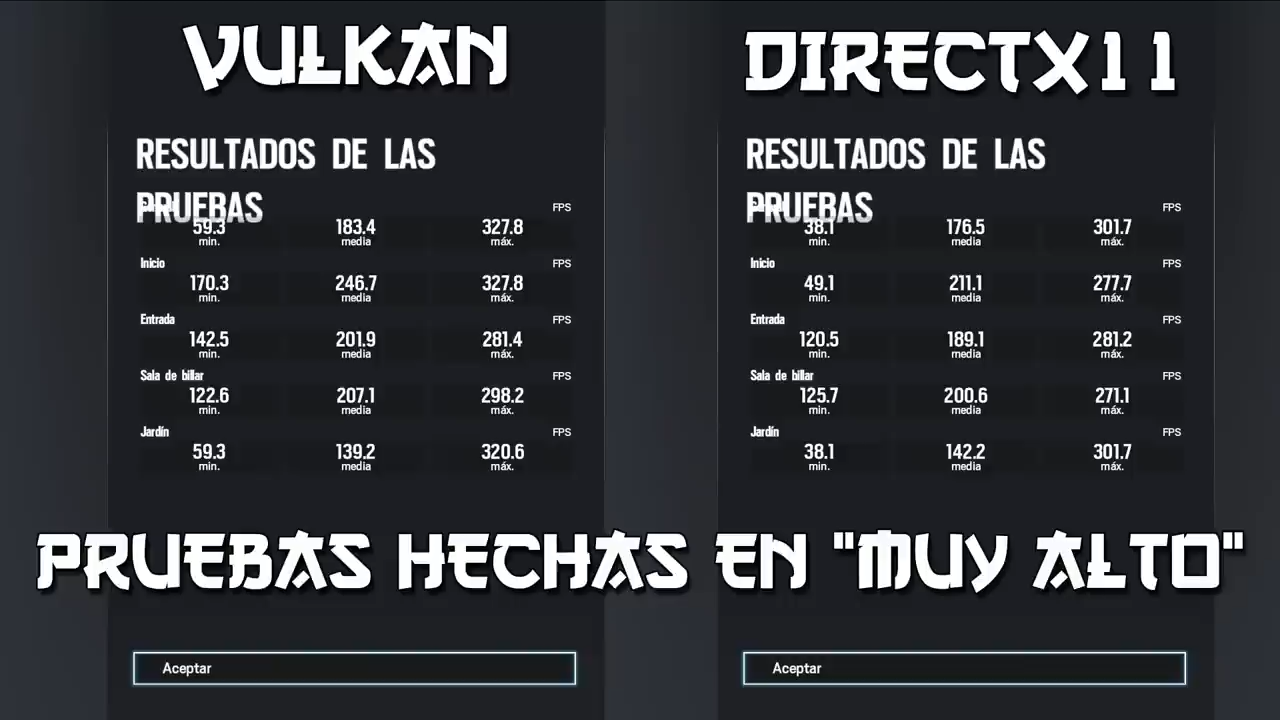 VULKAN
RESULTADOS DE LAS
PRUEBAS
FPS
59.3 183.4 327.8
min. media máx.
Inicio FPS
170.3 246.7 327.8
min. media máx.
Entrada FPS
142.5 201.9 281.4
min. media máx.
Sala de billar FPS
122.6 207.1 298.2
min. media máx.
Jardín FPS
59.3 139.2 320.6
min. media máx.
Aceptar
DIRECTX11
RESULTADOS DE LAS
PRUEBAS
FPS
38.1 176.5 301.7
min. media máx.
Inicio FPS
49.1 211.1 277.7
min. media máx.
Entrada FPS
120.5 189.1 281.2
min. media máx.
Sala de billar FPS
125.7 200.6 271.1
min. media máx.
Jardín FPS
38.1 142.2 301.7
min. media máx.
Aceptar
PRUEBAS HECHAS EN "MUY ALTO"